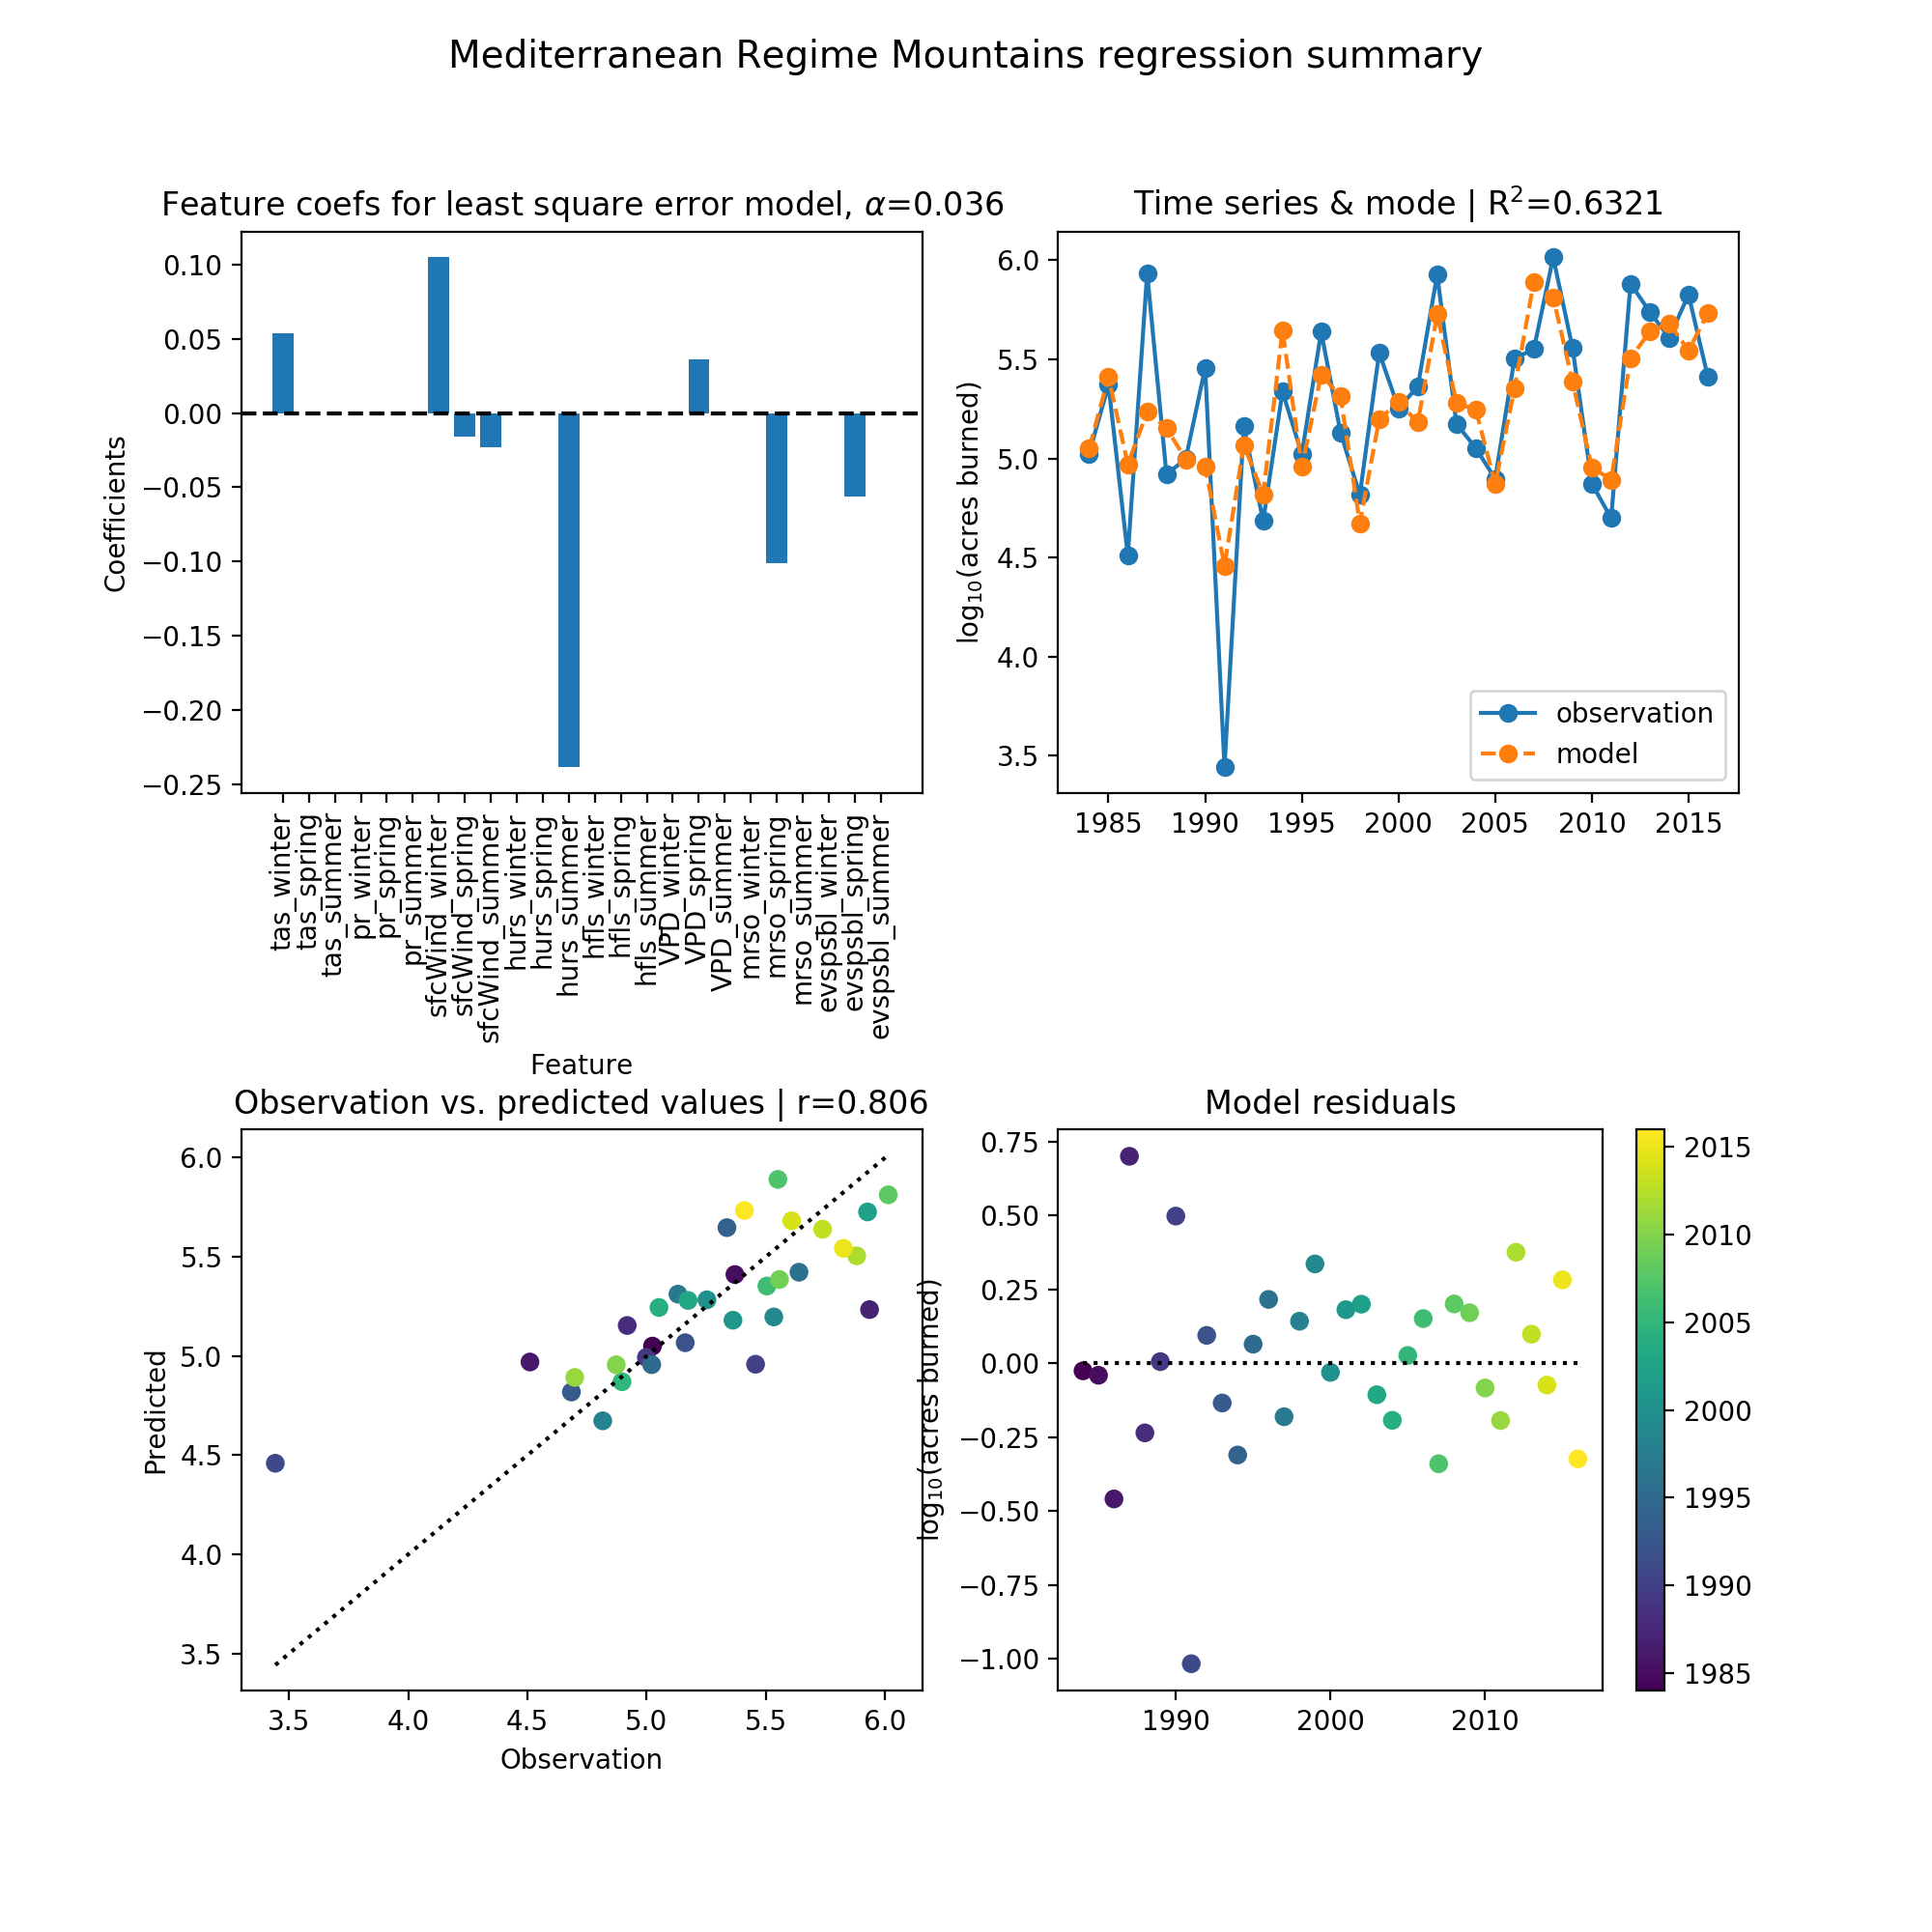 Mediterranean Regime Mountains regression summary
Feature coefs for least square error model, α=0.036
0.10
0.05
0.00
−0.05
−0.10
−0.15
−0.20
−0.25
Coefficients
tas_winter
tas_spring
tas_summer
pr_winter
pr_spring
pr_summer
sfcWind_winter
sfcWind_spring
sfcWind_summer
hurs_winter
hurs_spring
hurs_summer
hfls_winter
hfls_spring
hfls_summer
VPD_winter
VPD_spring
VPD_summer
mrso_winter
mrso_spring
mrso_summer
evspsbl_winter
evspsbl_spring
evspsbl_summer
Feature
Time series & mode | R²=0.6321
6.0
5.5
5.0
4.5
4.0
3.5
log₁₀(acres burned)
observation
model
1985 1990 1995 2000 2005 2010 2015
Observation vs. predicted values | r=0.806
6.0
5.5
5.0
4.5
4.0
3.5
Predicted
3.5 4.0 4.5 5.0 5.5 6.0
Observation
Model residuals
0.75
0.50
0.25
0.00
−0.25
−0.50
−0.75
−1.00
log₁₀(acres burned)
1990 2000 2010
2015
2010
2005
2000
1995
1990
1985